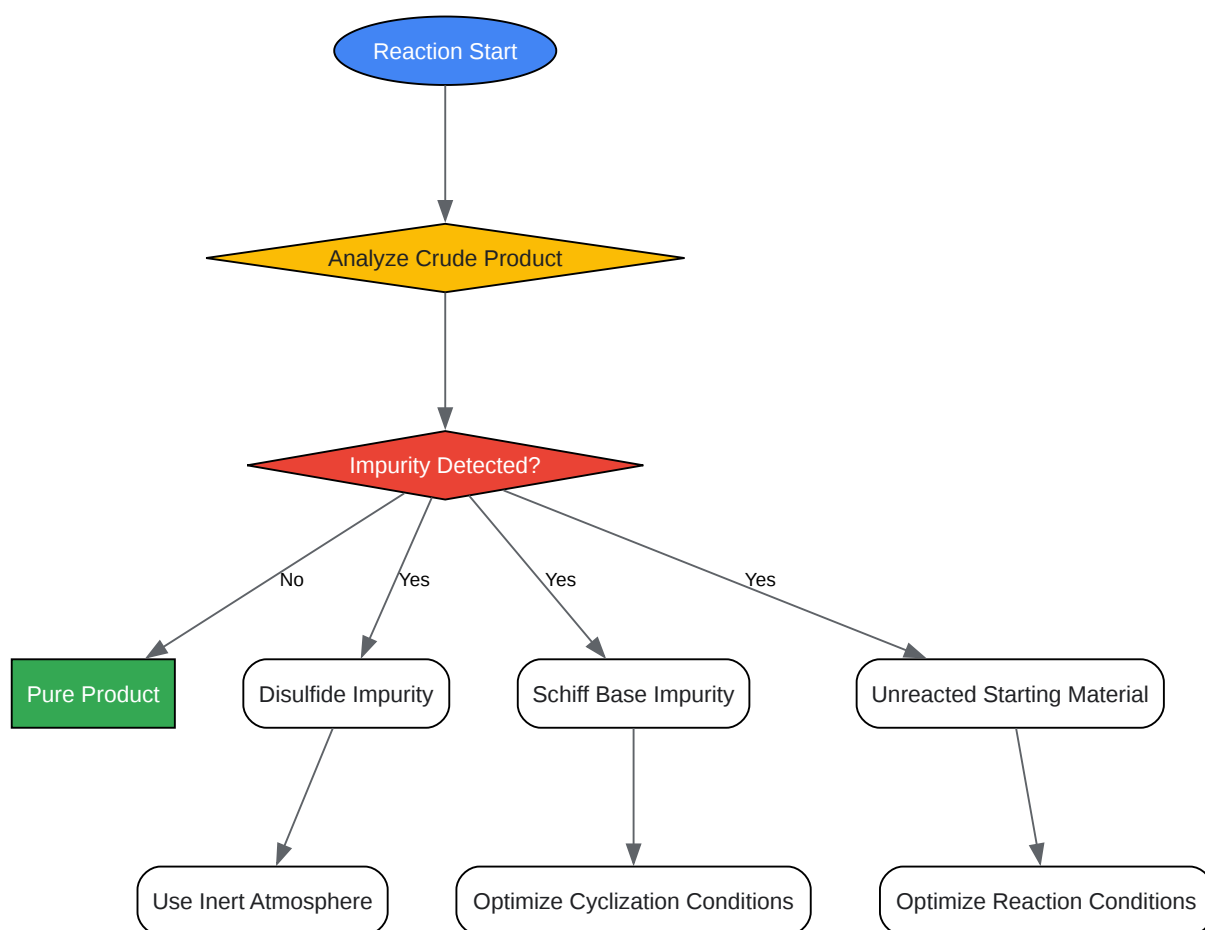 Reaction Start
Analyze Crude Product
Impurity Detected?
No
Yes
Yes
Yes
Pure Product
Disulfide Impurity
Schiff Base Impurity
Unreacted Starting Material
Use Inert Atmosphere
Optimize Cyclization Conditions
Optimize Reaction Conditions